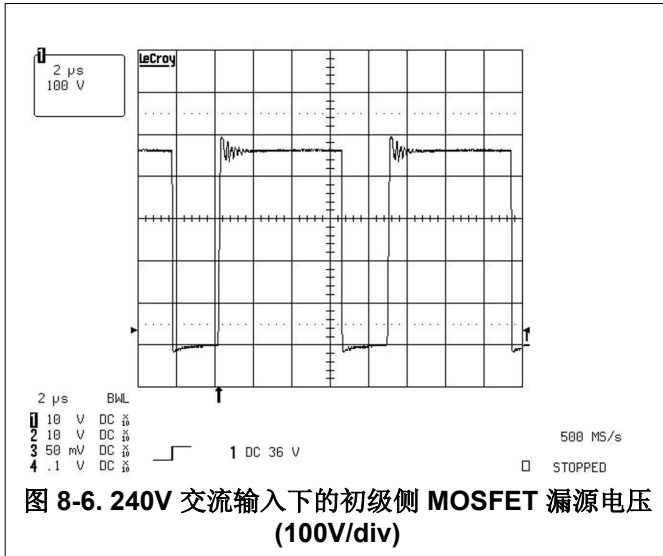 1
2 µs
100 V
LeCroy
2 µs BWL
1 10 V DC X10
2 10 V DC X10
3 50 mV DC X10
4 .1 V DC X10
1 DC 36 V
500 MS/s
STOPPED
图 8-6. 240V 交流输入下的初级侧 MOSFET 漏源电压
(100V/div)